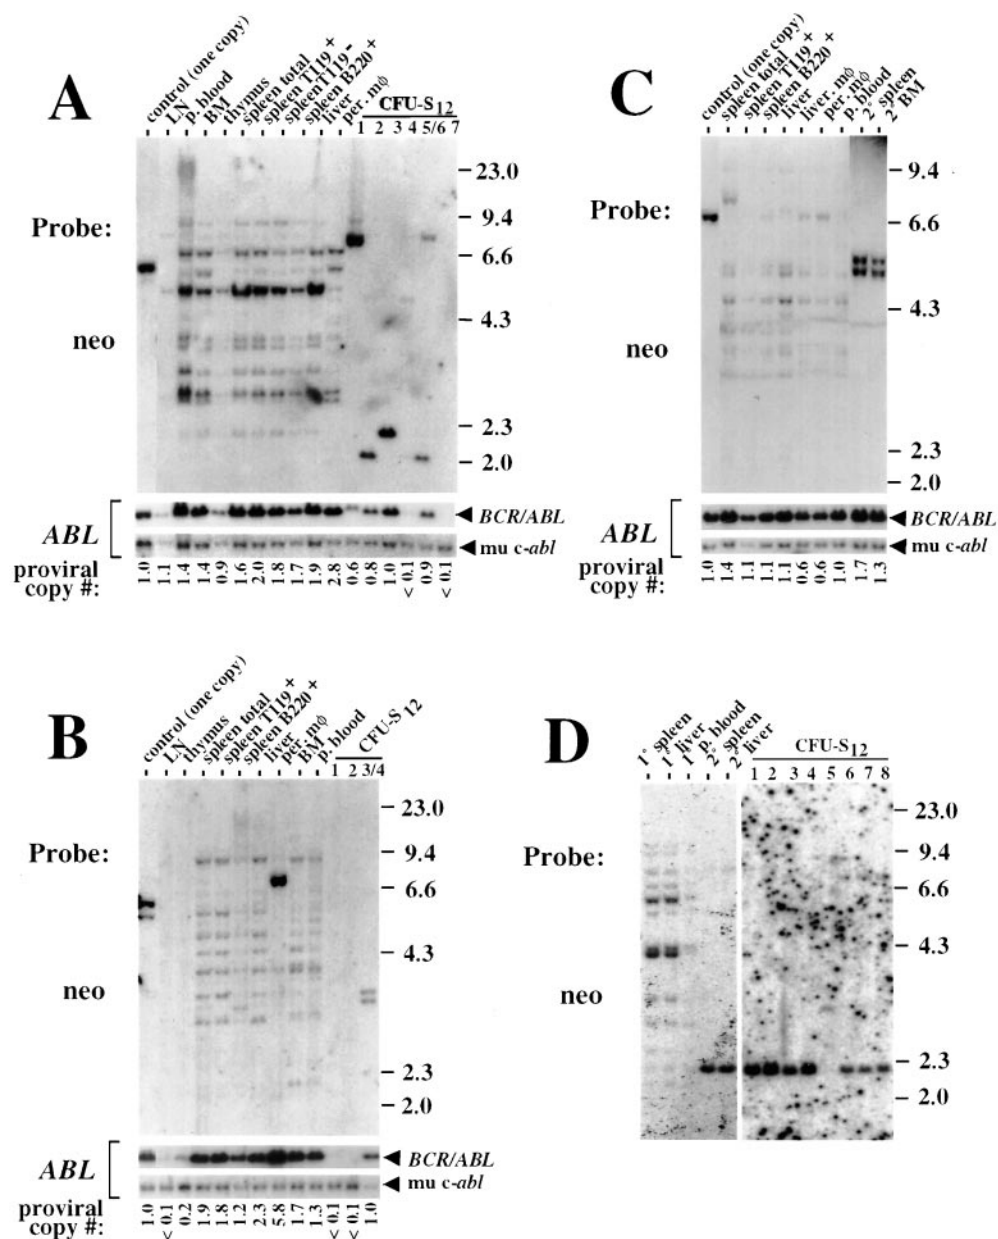 A
control (one copy)
LN
p. blood
BM
thymus
spleen total
spleen T119 +
spleen T119 -
spleen B220 +
liver
per. mφ
CFU-S12
1 2 3 4 5/6 7
Probe:
neo
23.0
9.4
6.6
4.3
2.3
2.0
ABL
BCR/ABL
mu c-abl
proviral
copy #:
1.0 1.1 1.4 1.4 0.9 1.6 2.0 1.8 1.7 1.9 2.8 0.6 0.8 1.0 <0.1 0.9 <0.1
C
control (one copy)
spleen total
spleen T119 +
spleen B220 +
liver
liver. mφ
per. mφ
p. blood
2° spleen
2° BM
Probe:
neo
9.4
6.6
4.3
2.3
2.0
ABL
BCR/ABL
mu c-abl
proviral
copy #:
1.0 1.4 1.1 1.1 1.1 0.6 0.6 1.0 1.7 1.3
B
control (one copy)
LN
thymus
spleen total
spleen T119 +
spleen B220 +
liver
per. mφ
BM
p. blood
CFU-S 12
1 2 3/4
Probe:
neo
23.0
9.4
6.6
4.3
2.3
2.0
ABL
BCR/ABL
mu c-abl
proviral
copy #:
1.0 <0.1 0.2 1.9 1.8 1.2 2.3 5.8 1.7 1.3 <0.1 <0.1 1.0
D
1° spleen
1° liver
1° p. blood
2° spleen
2° liver
CFU-S12
1 2 3 4 5 6 7 8
Probe:
neo
23.0
9.4
6.6
4.3
2.3
2.0